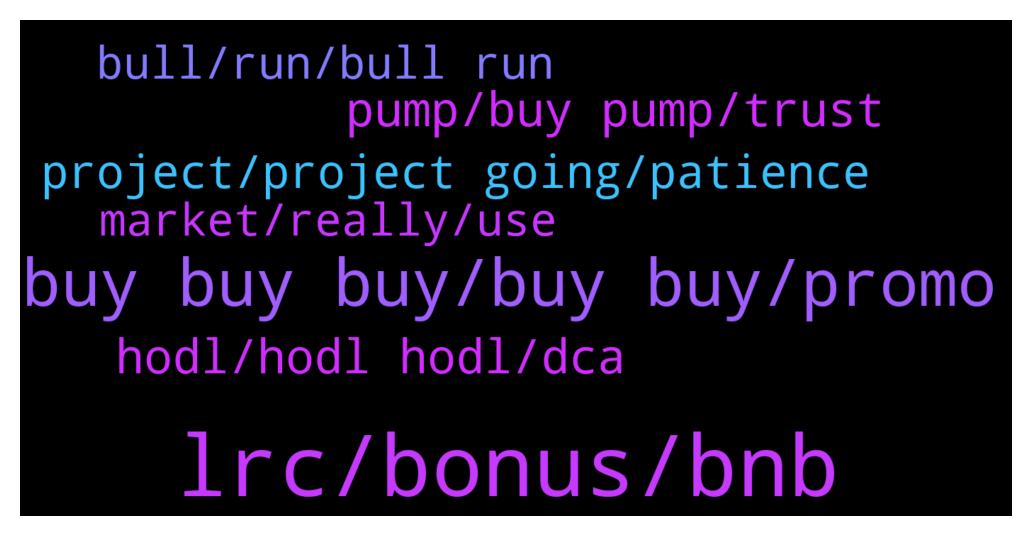 bull/run/bull run
pump/buy pump/trust
project/project going/patience
market/really/use
buy buy buy/buy buy/promo
hodl/hodl hodl/dca
lrc/bonus/bnb